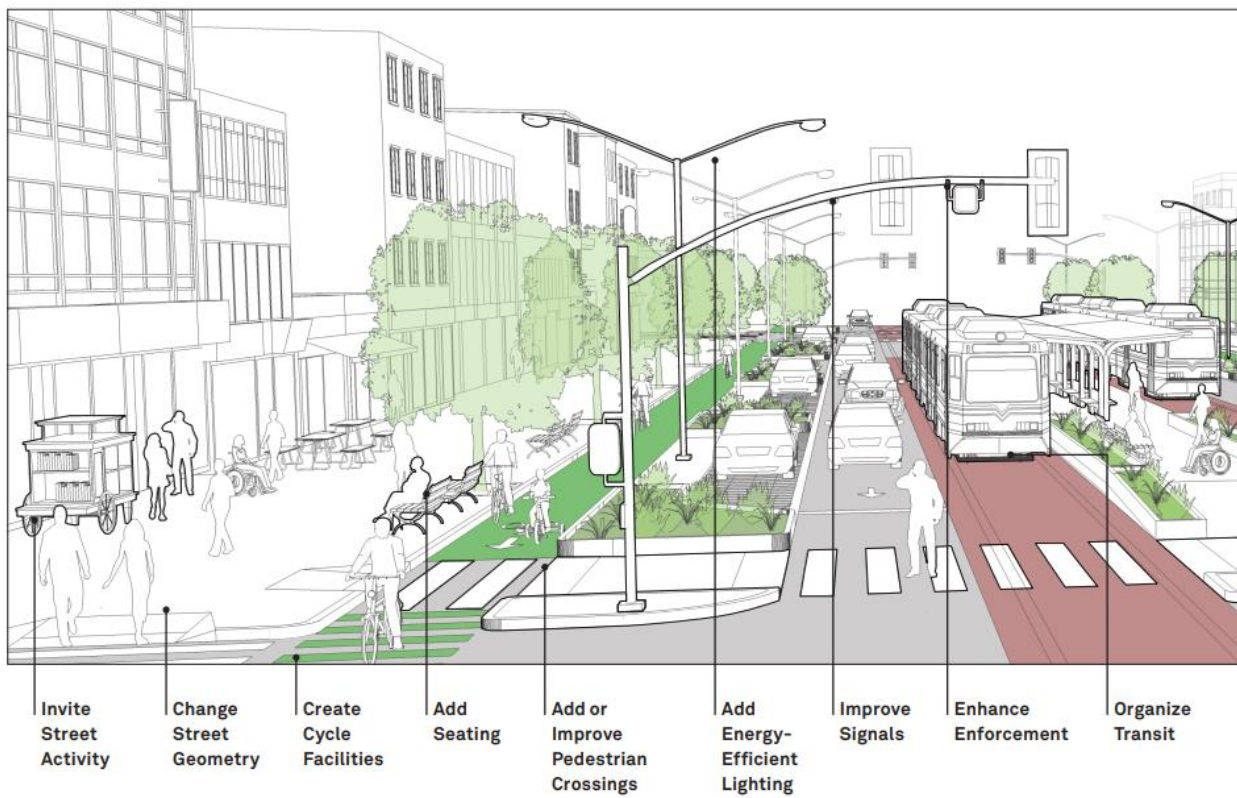 Invite
Street
Activity
Change
Street
Geometry
Create
Cycle
Facilities
Add
Seating
Add or
Improve
Pedestrian
Crossings
Add
Energy-
Efficient
Lighting
Improve
Signals
Enhance
Enforcement
Organize
Transit